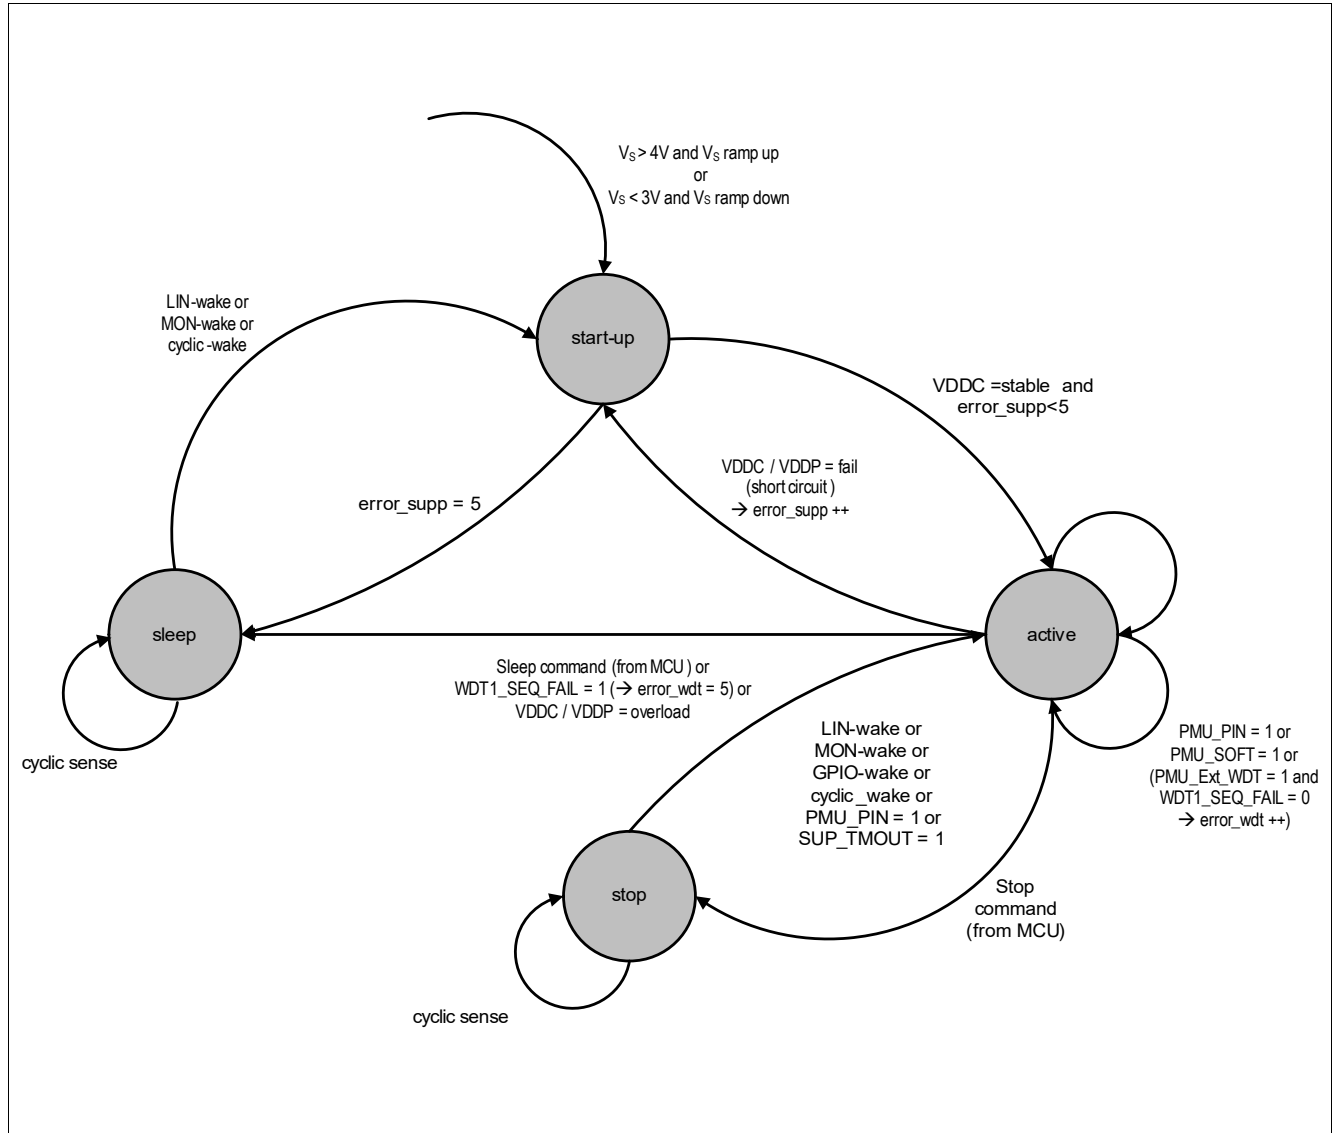 VS > 4V and VS ramp up
or
VS < 3V and VS ramp down
LIN-wake or
MON-wake or
cyclic -wake
start-up
VDDC =stable and
error_supp<5
VDDC / VDDP = fail
(short circuit )
→ error_supp ++
error_supp = 5
sleep
active
Sleep command (from MCU ) or
WDT1_SEQ_FAIL = 1 (→ error_wdt = 5) or
VDDC / VDDP = overload
cyclic sense
LIN-wake or
MON-wake or
GPIO-wake or
cyclic _wake or
PMU_PIN = 1 or
SUP_TMOUT = 1
PMU_PIN = 1 or
PMU_SOFT = 1 or
(PMU_Ext_WDT = 1 and
WDT1_SEQ_FAIL = 0
→ error_wdt ++)
stop
Stop
command
(from MCU)
cyclic sense